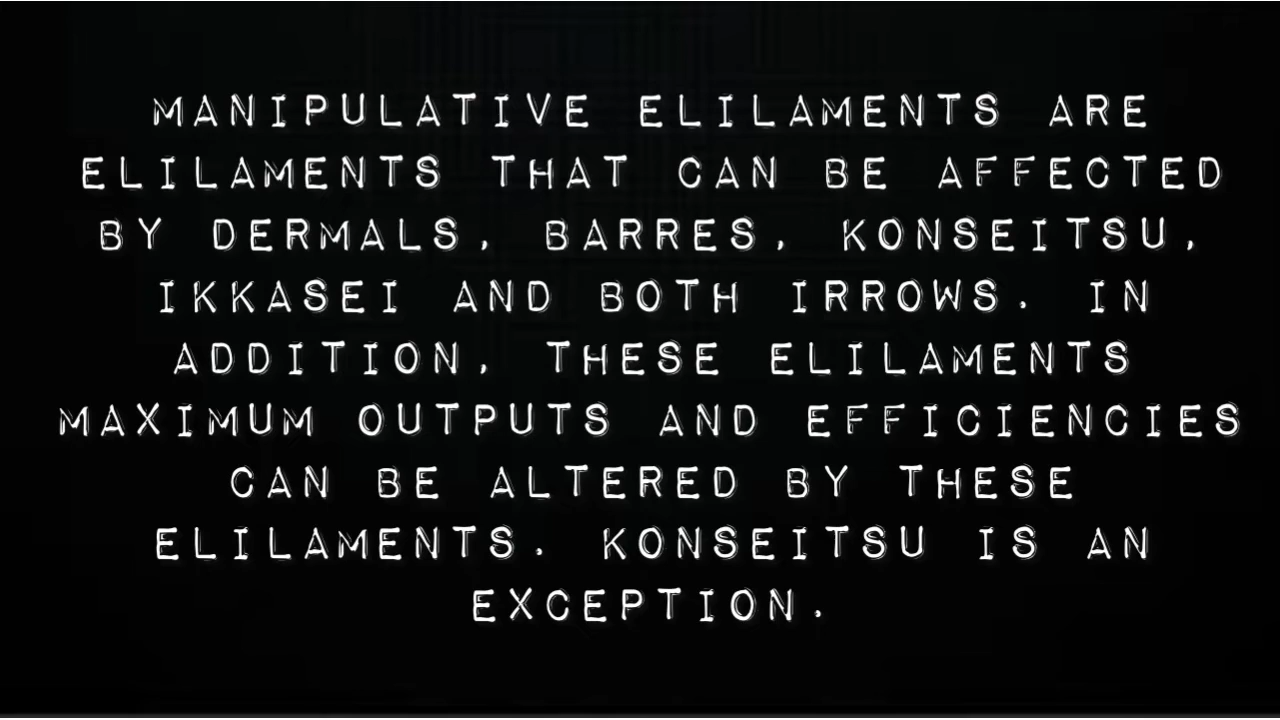 MANIPULATIVE ELILAMENTS ARE
ELILAMENTS THAT CAN BE AFFECTED
BY DERMALS, BARRES, KONSEITSU,
IKKASEI AND BOTH IRROWS. IN
ADDITION, THESE ELILAMENTS
MAXIMUM OUTPUTS AND EFFICIENCIES
CAN BE ALTERED BY THESE
ELILAMENTS. KONSEITSU IS AN
EXCEPTION.